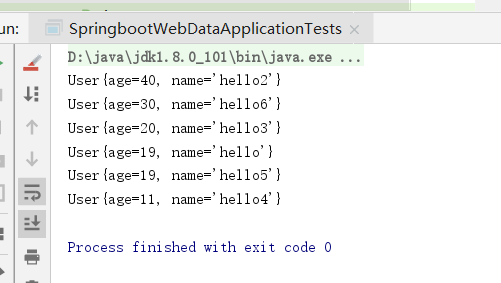 un:
SpringbootWebDataApplicationTests ×
D:\java\jdk1.8.0_101\bin\java.exe ...
User{age=40, name='hello2'}
User{age=30, name='hello6'}
User{age=20, name='hello3'}
User{age=19, name='hello'}
User{age=19, name='hello5'}
User{age=11, name='hello4'}
Process finished with exit code 0